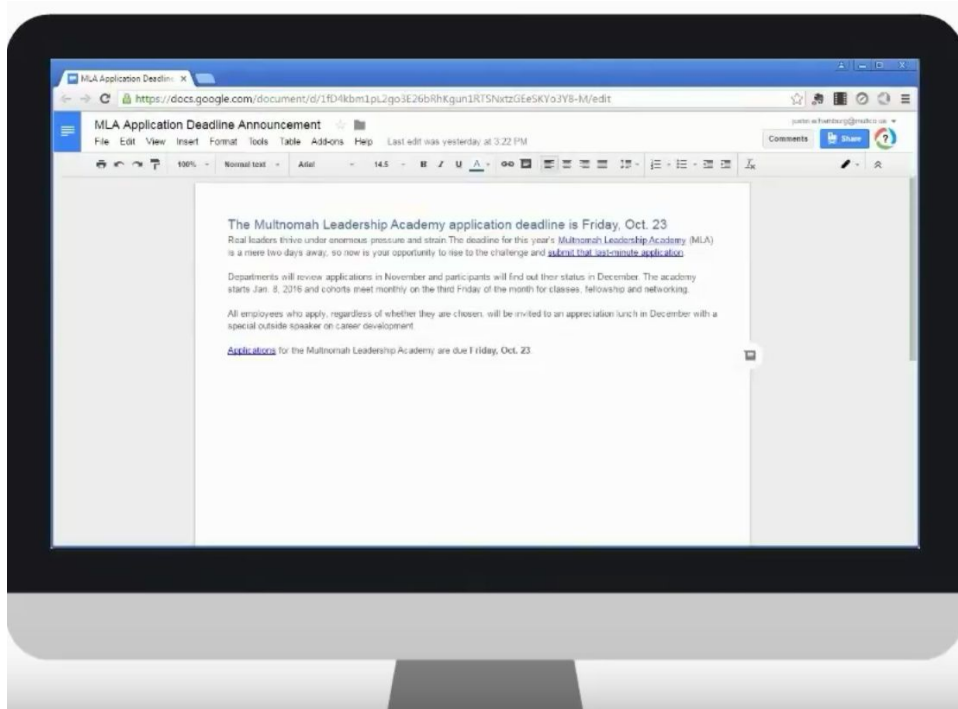 MLA Application Deadline
https://docs.google.com/document/d/
MLA Application Deadline Announcement
File Edit View Insert Format Tools Table Add-ons Help Last edit was yesterday at 3:22 PM
Comments Share
100% Normal text Arial 14.5 B I U A
The Multnomah Leadership Academy application deadline is Friday, Oct. 23
Real leaders thrive under enormous pressure and strain.The deadline for this year's Multnomah Leadership Academy (MLA)
is a mere two days away, so now is your opportunity to rise to the challenge and submit that last-minute application.
Departments will review applications in November and participants will find out their status in December. The academy
starts Jan. 8, 2016 and cohorts meet monthly on the third Friday of the month for classes, fellowship and networking.
All employees who apply, regardless of whether they are chosen, will be invited to an appreciation lunch in December with a
special outside speaker on career development.
Applications for the Multnomah Leadership Academy are due Friday, Oct. 23.